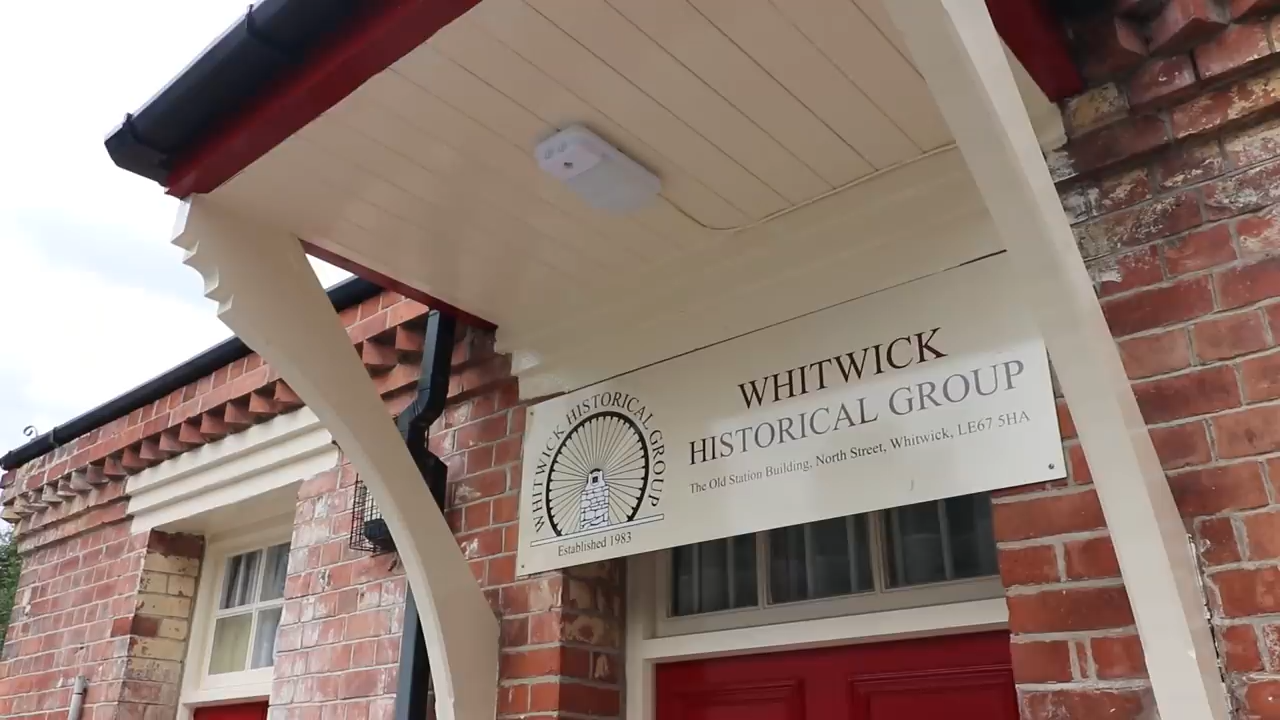 WHITWICK HISTORICAL GROUP
Established 1983
WHITWICK
HISTORICAL GROUP
The Old Station Building, North Street, Whitwick, LE67 5HA